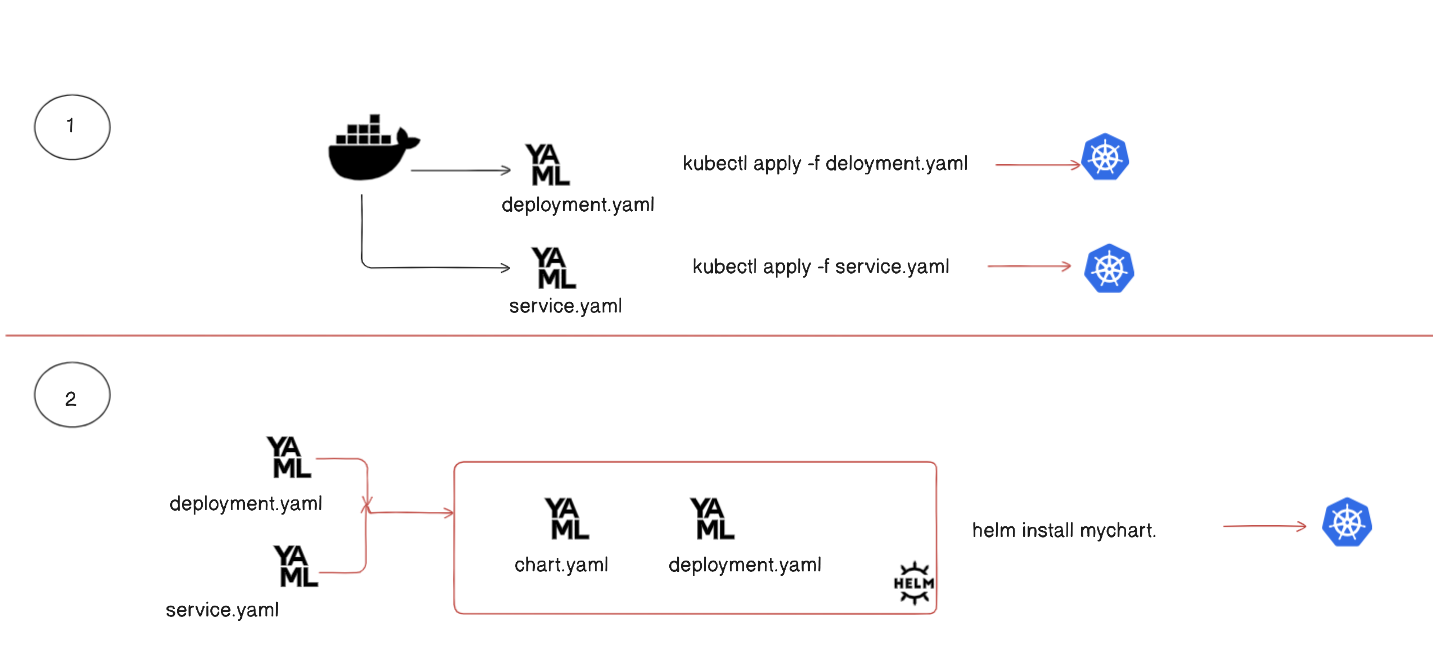 1
YA
ML
deployment.yaml
kubectl apply -f deloyment.yaml
YA
ML
service.yaml
kubectl apply -f service.yaml
2
YA
ML
deployment.yaml
YA
ML
service.yaml
YA
ML
chart.yaml
YA
ML
deployment.yaml
HELM
helm install mychart.